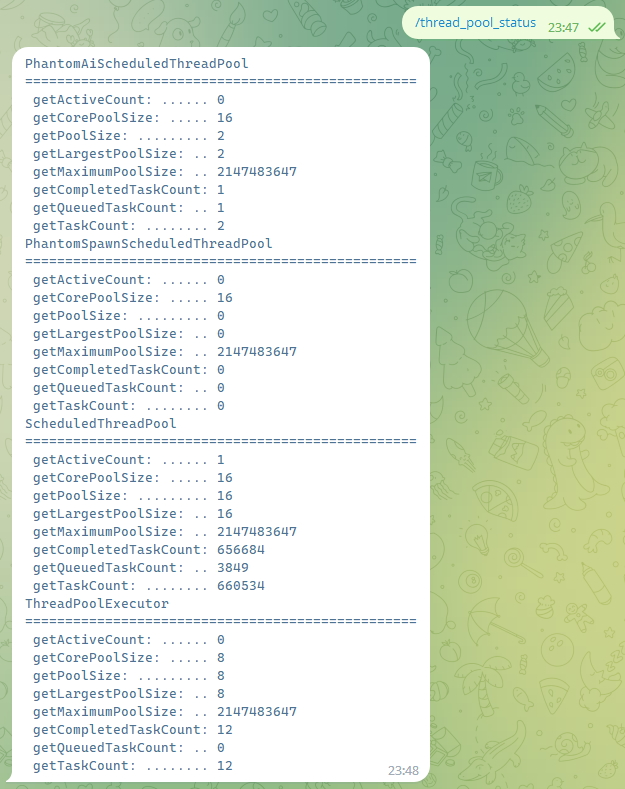 /thread_pool_status
23:47
PhantomAiScheduledThreadPool
=================================================
getActiveCount: ...... 0
getCorePoolSize: ..... 16
getPoolSize: ......... 2
getLargestPoolSize: .. 2
getMaximumPoolSize: .. 2147483647
getCompletedTaskCount: 1
getQueuedTaskCount: .. 1
getTaskCount: ........ 2
PhantomSpawnScheduledThreadPool
=================================================
getActiveCount: ...... 0
getCorePoolSize: ..... 16
getPoolSize: ......... 0
getLargestPoolSize: .. 0
getMaximumPoolSize: .. 2147483647
getCompletedTaskCount: 0
getQueuedTaskCount: .. 0
getTaskCount: ........ 0
ScheduledThreadPool
=================================================
getActiveCount: ...... 1
getCorePoolSize: ..... 16
getPoolSize: ......... 16
getLargestPoolSize: .. 16
getMaximumPoolSize: .. 2147483647
getCompletedTaskCount: 656684
getQueuedTaskCount: .. 3849
getTaskCount: ........ 660534
ThreadPoolExecutor
=================================================
getActiveCount: ...... 0
getCorePoolSize: ..... 8
getPoolSize: ......... 8
getLargestPoolSize: .. 8
getMaximumPoolSize: .. 2147483647
getCompletedTaskCount: 12
getQueuedTaskCount: .. 0
getTaskCount: ........ 12
23:48